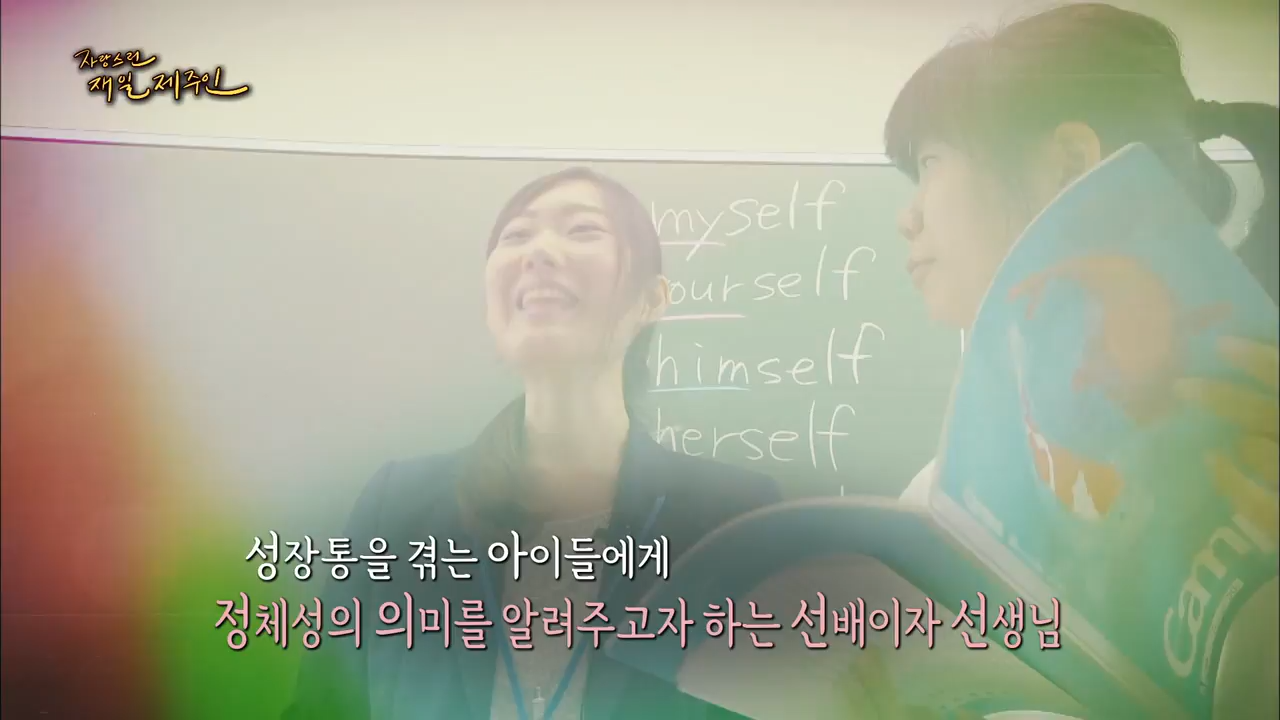 자랑스런
재일 제주인
myself
ourself
himself
herself
성장통을 겪는 아이들에게
정체성의 의미를 알려주고자 하는 선배이자 선생님